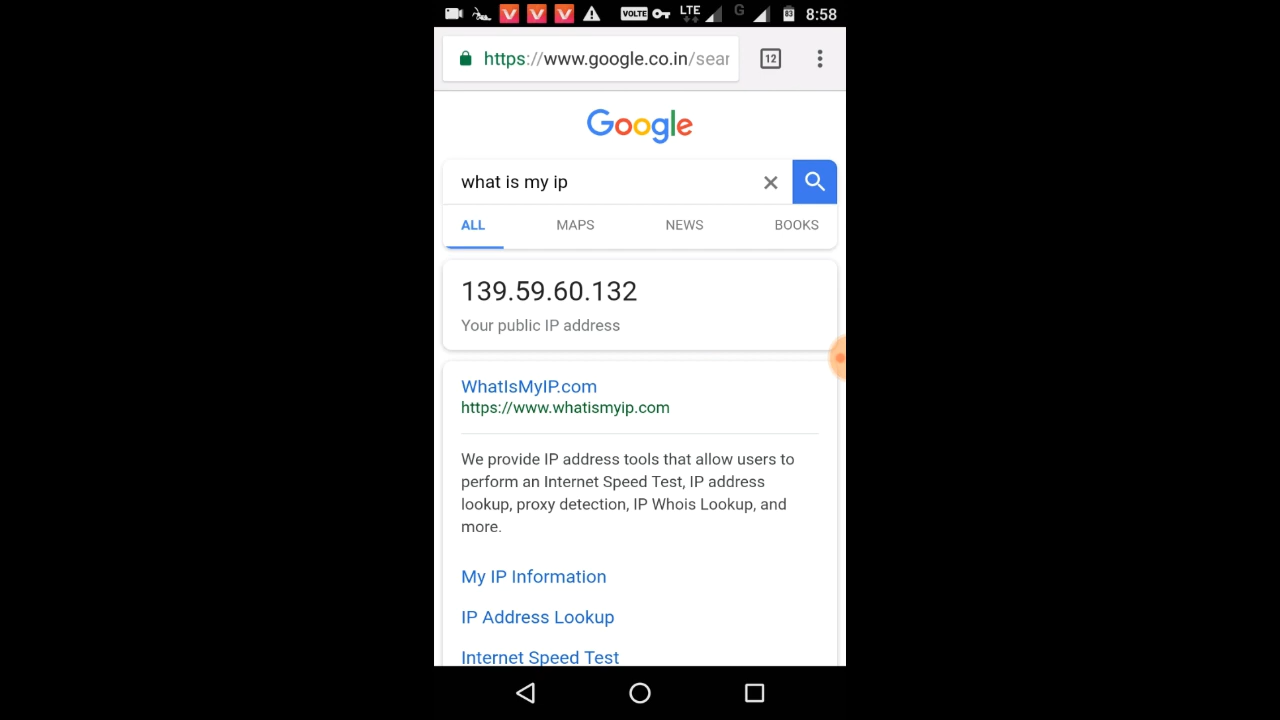 VOLTE LTE G 83 8:58
https://www.google.co.in/sear
12
Google
what is my ip
ALL MAPS NEWS BOOKS
139.59.60.132
Your public IP address
WhatIsMyIP.com
https://www.whatismyip.com
We provide IP address tools that allow users to
perform an Internet Speed Test, IP address
lookup, proxy detection, IP Whois Lookup, and
more.
My IP Information
IP Address Lookup
Internet Speed Test